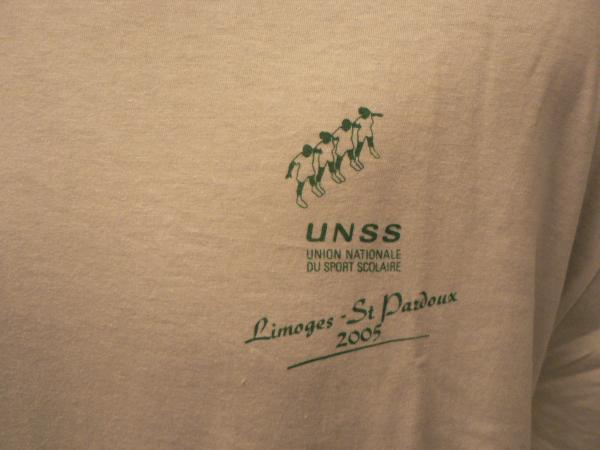 UNSS
UNION NATIONALE
DU SPORT SCOLAIRE
Limoges - St Pardoux
2005